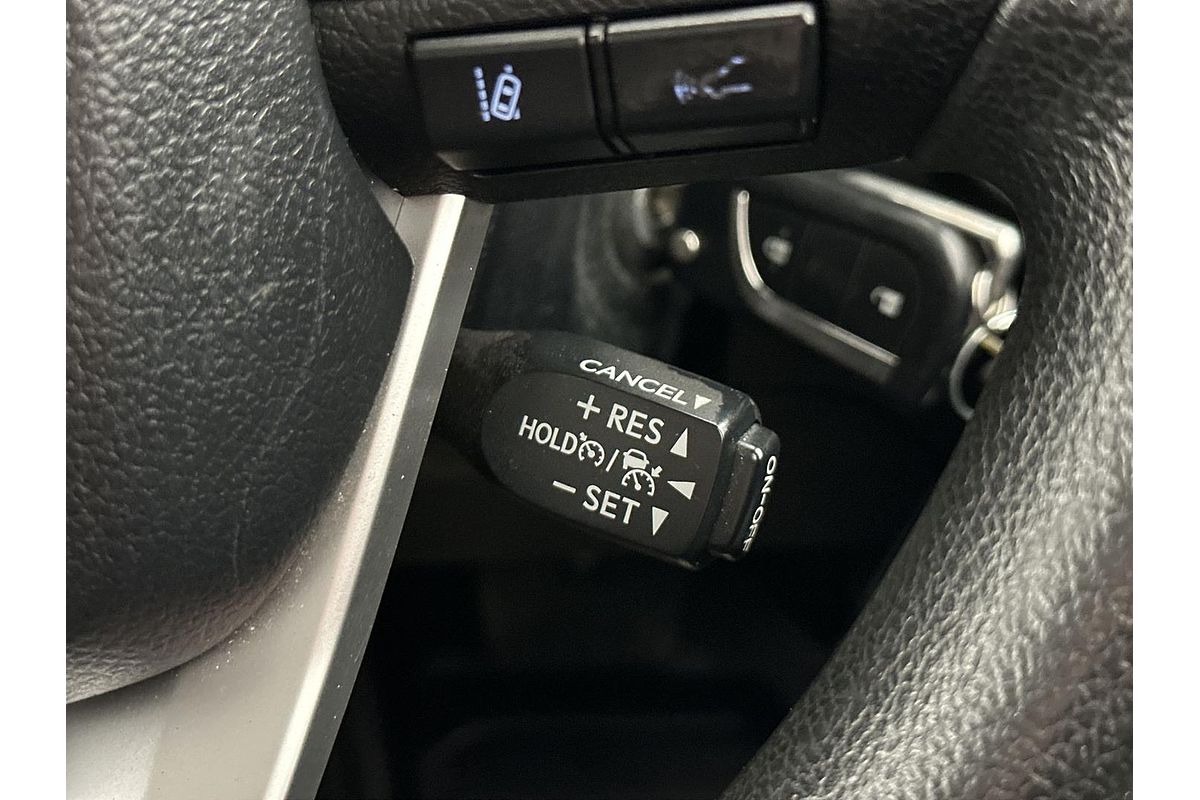 CANCEL
+ RES
HOLD /
− SET
ON-OFF